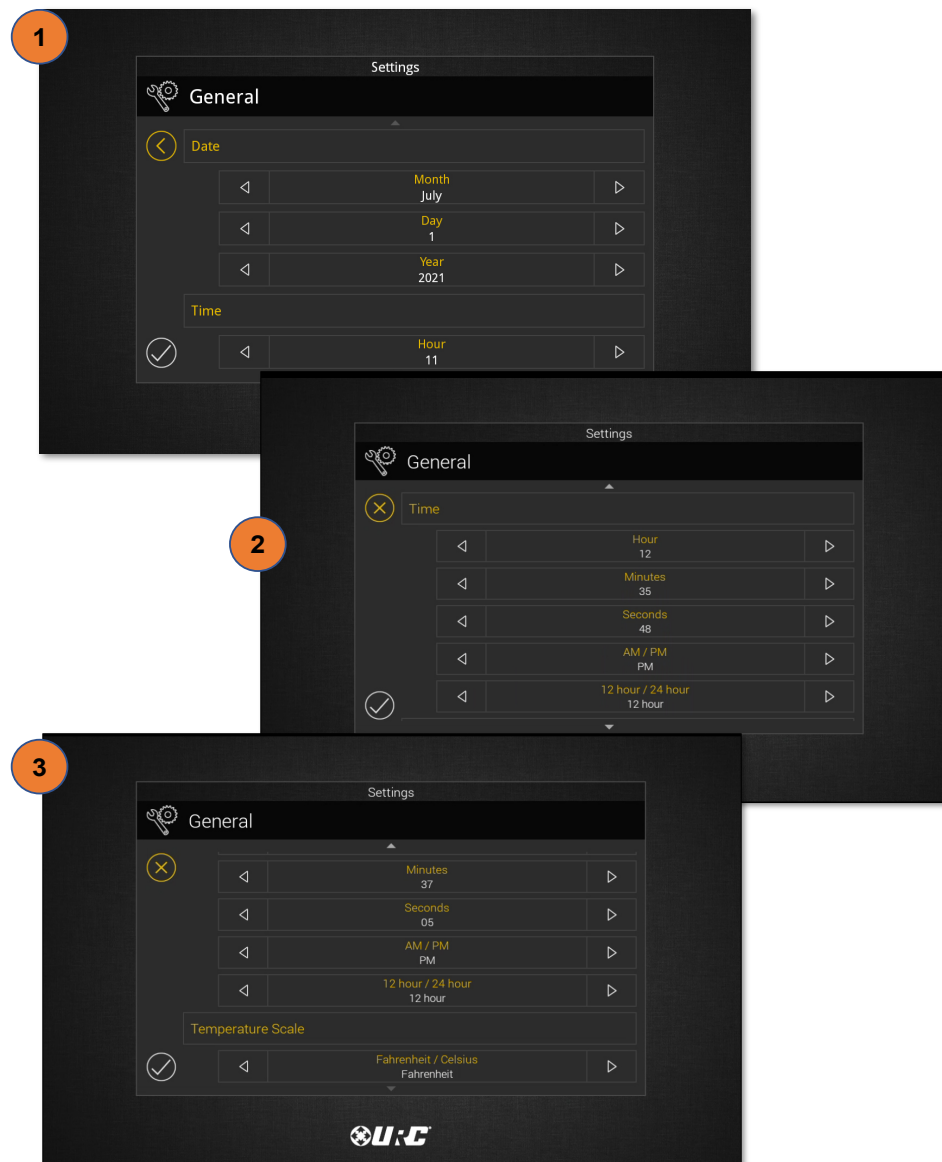 1
Settings
General
Date
Month
July
Day
1
Year
2021
Time
Hour
11
2
Settings
General
Time
Hour
12
Minutes
35
Seconds
48
AM / PM
PM
12 hour / 24 hour
12 hour
3
Settings
General
Minutes
37
Seconds
05
AM / PM
PM
12 hour / 24 hour
12 hour
Temperature Scale
Fahrenheit / Celsius
Fahrenheit
URC